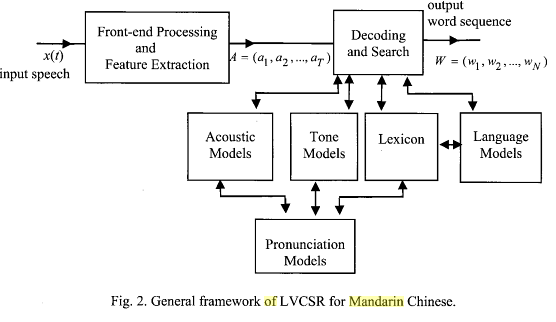 output
word sequence
Front-end Processing
and
Feature Extraction
Decoding
and Search
x(t)
input speech
A = (a1, a2, ..., aT)
W = (w1, w2, ..., wN)
Acoustic
Models
Tone
Models
Lexicon
Language
Models
Pronunciation
Models
Fig. 2. General framework of LVCSR for Mandarin Chinese.